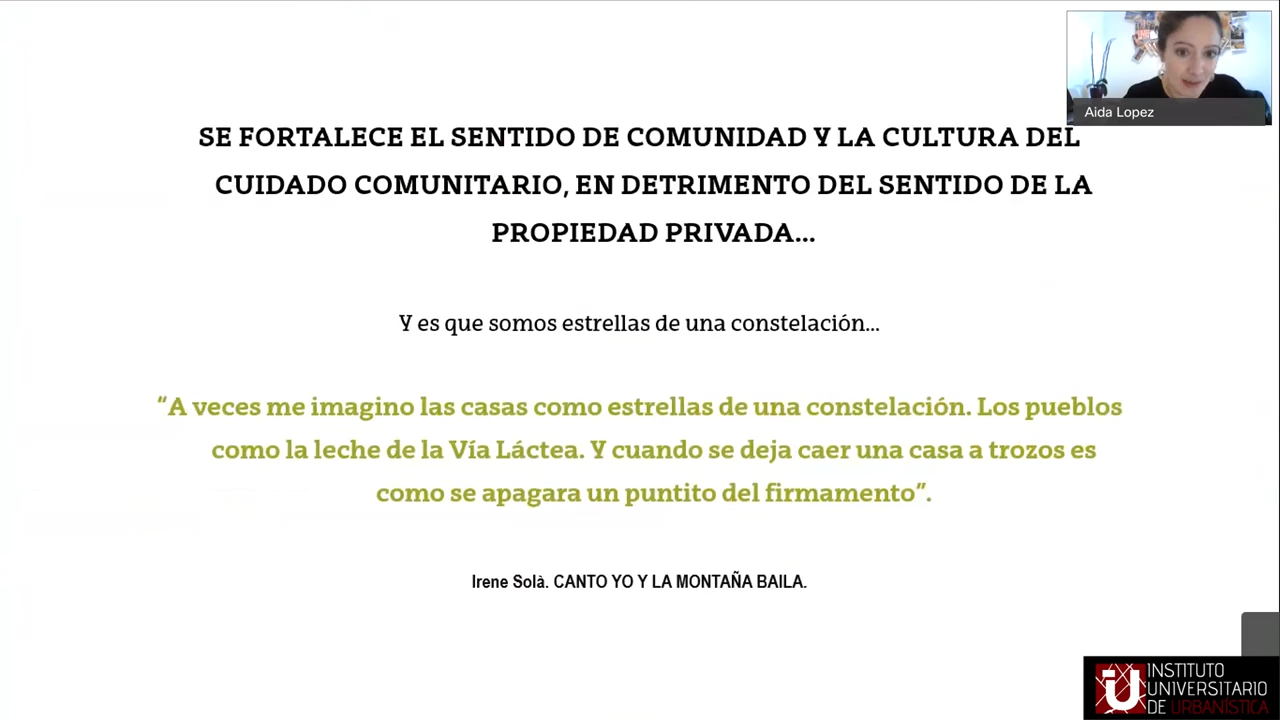 Aida Lopez
SE FORTALECE EL SENTIDO DE COMUNIDAD Y LA CULTURA DEL
CUIDADO COMUNITARIO, EN DETRIMENTO DEL SENTIDO DE LA
PROPIEDAD PRIVADA...
Y es que somos estrellas de una constelación...
“A veces me imagino las casas como estrellas de una constelación. Los pueblos
como la leche de la Vía Láctea. Y cuando se deja caer una casa a trozos es
como se apagara un puntito del firmamento”.
Irene Solà. CANTO YO Y LA MONTAÑA BAILA.
INSTITUTO
UNIVERSITARIO
DE URBANÍSTICA